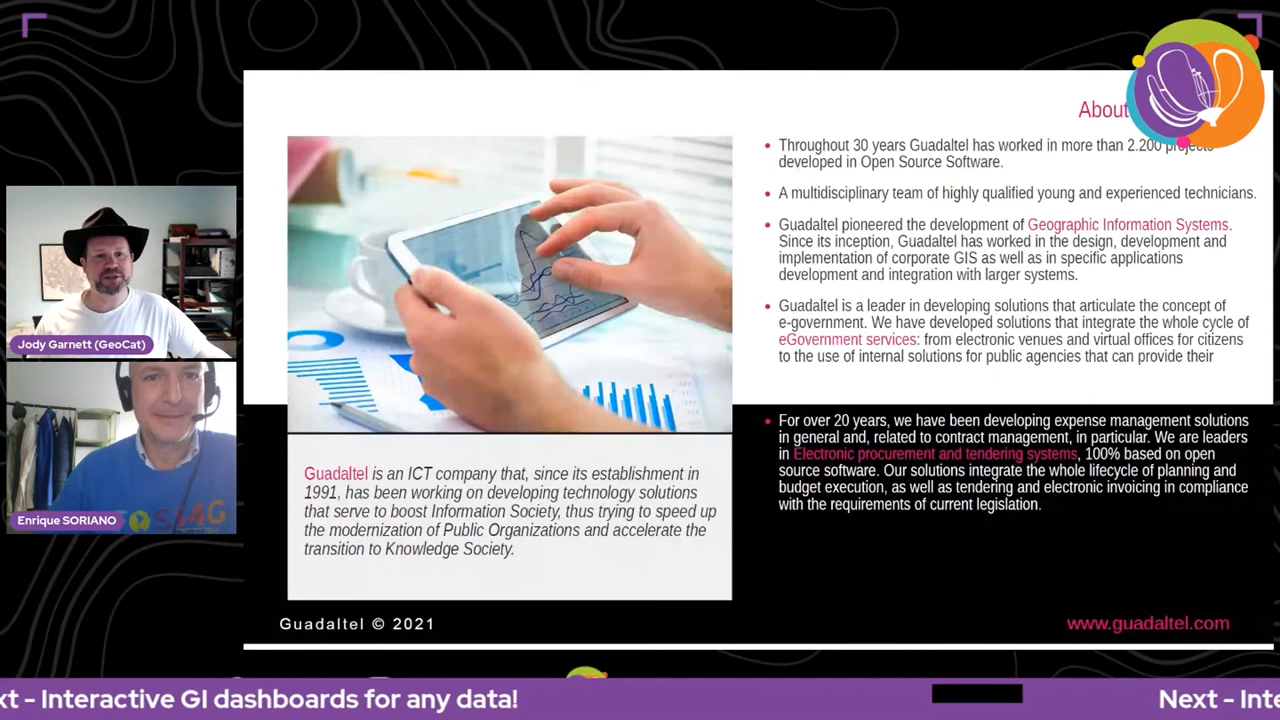 About
• Throughout 30 years Guadaltel has worked in more than 2.200 projects
developed in Open Source Software.
• A multidisciplinary team of highly qualified young and experienced technicians.
• Guadaltel pioneered the development of Geographic Information Systems.
Since its inception, Guadaltel has worked in the design, development and
implementation of corporate GIS as well as in specific applications
development and integration with larger systems.
• Guadaltel is a leader in developing solutions that articulate the concept of
e-government. We have developed solutions that integrate the whole cycle of
eGovernment services: from electronic venues and virtual offices for citizens
to the use of internal solutions for public agencies that can provide their
• For over 20 years, we have been developing expense management solutions
in general and, related to contract management, in particular. We are leaders
in Electronic procurement and tendering systems, 100% based on open
source software. Our solutions integrate the whole lifecycle of planning and
budget execution, as well as tendering and electronic invoicing in compliance
with the requirements of current legislation.
Jody Garnett (GeoCat)
Enrique SORIANO
Guadaltel is an ICT company that, since its establishment in
1991, has been working on developing technology solutions
that serve to boost Information Society, thus trying to speed up
the modernization of Public Organizations and accelerate the
transition to Knowledge Society.
Guadaltel © 2021
www.guadaltel.com
xt - Interactive GI dashboards for any data!
Next - Inte